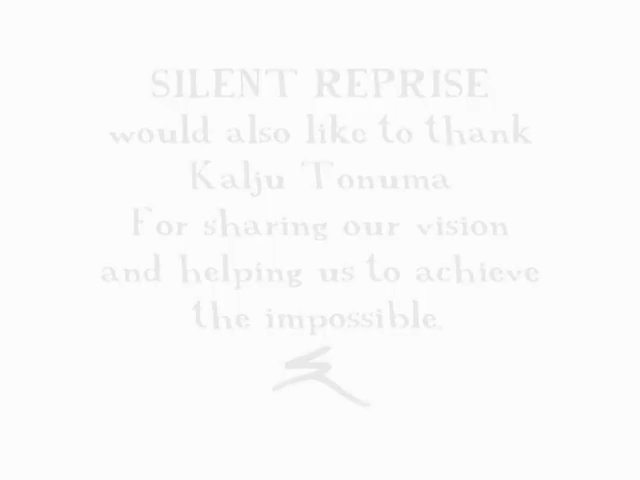 SILENT REPRISE
would also like to thank
Kalju Tonuma
For sharing our vision
and helping us to achieve
the impossible.